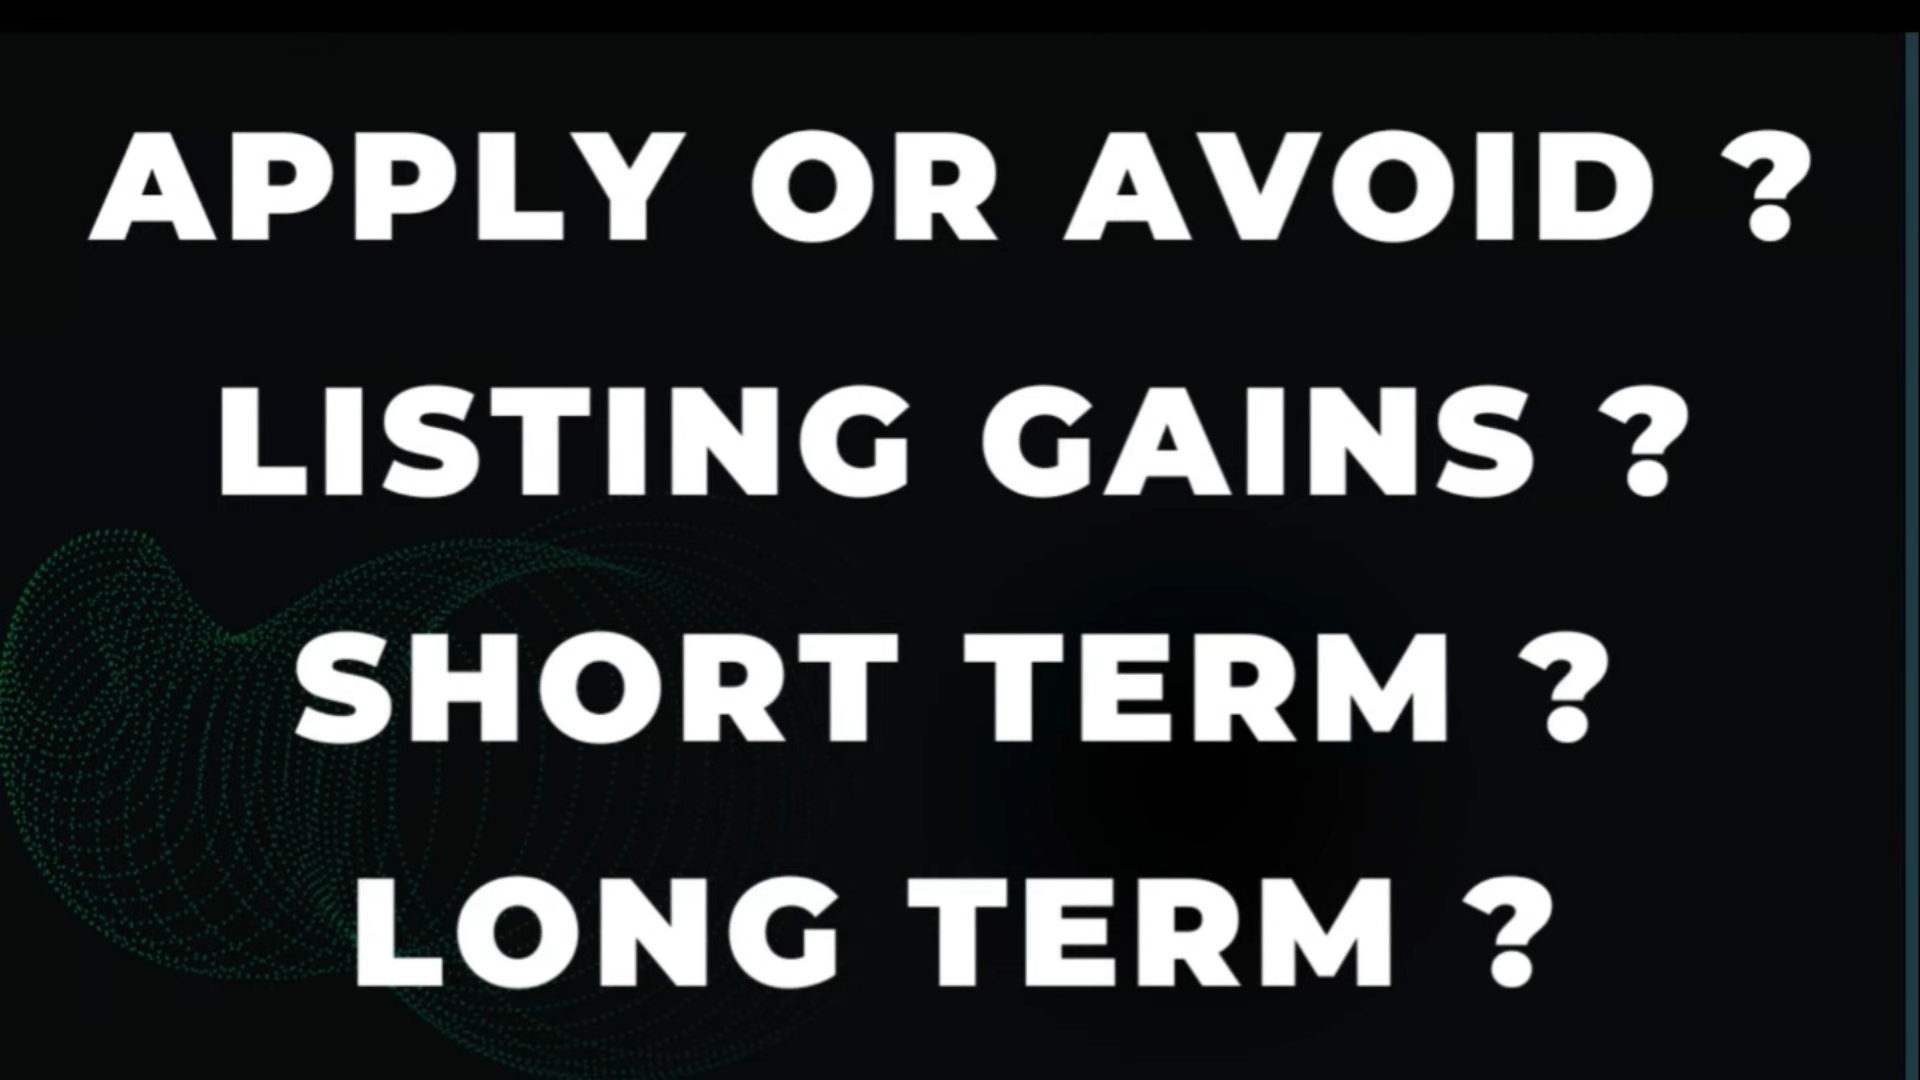 APPLY OR AVOID ?
LISTING GAINS ?
SHORT TERM ?
LONG TERM ?